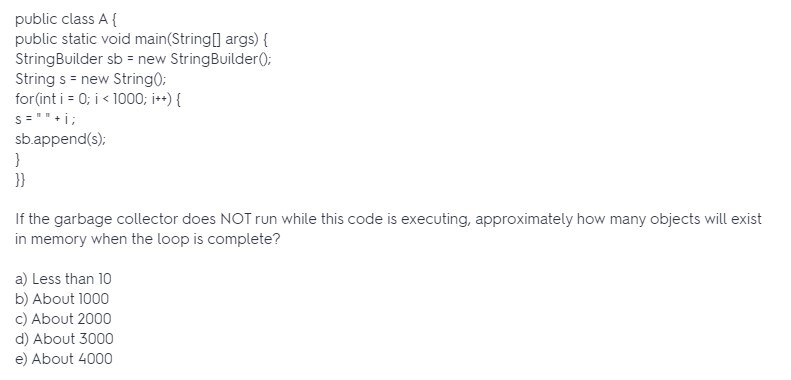 public class A {
public static void main(String[] args) {
StringBuilder sb = new StringBuilder();
String s = new String();
for(int i = 0; i < 1000; i++) {
s = " " + i ;
sb.append(s);
}
}}
If the garbage collector does NOT run while this code is executing, approximately how many objects will exist
in memory when the loop is complete?
a) Less than 10
b) About 1000
c) About 2000
d) About 3000
e) About 4000